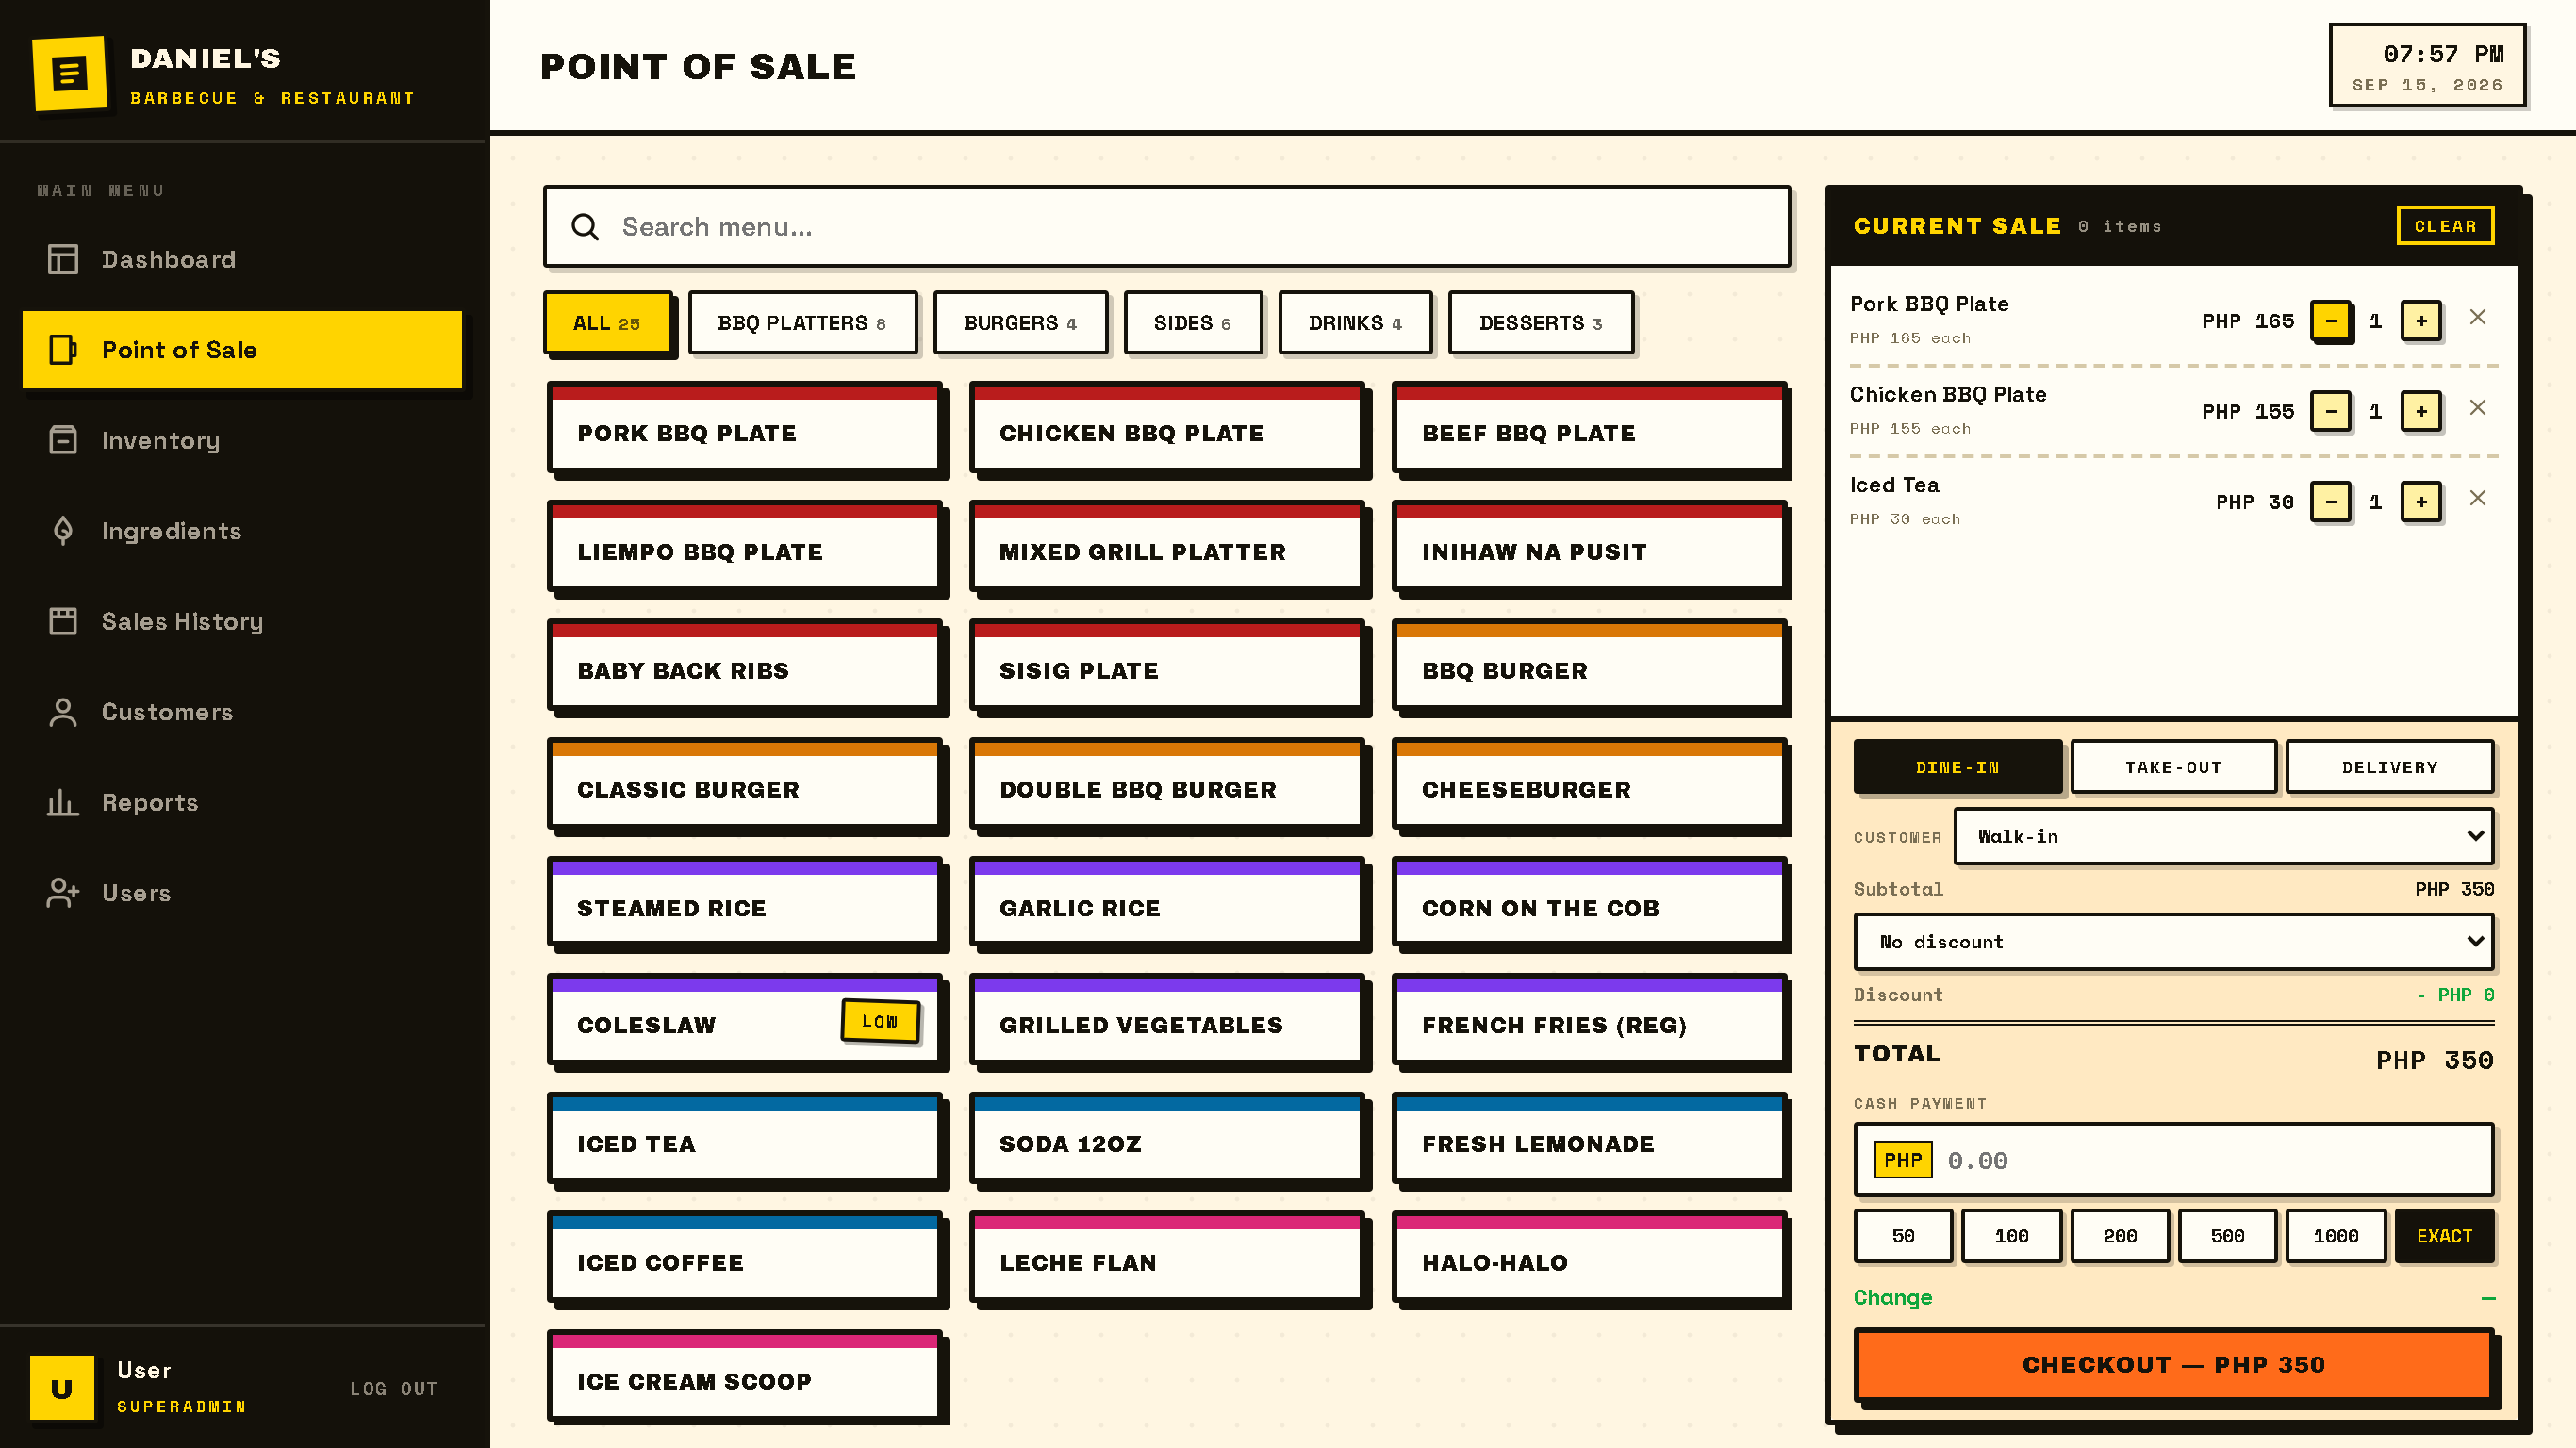 DANIEL'S
BARBECUE & RESTAURANT
MAIN MENU
Dashboard
Point of Sale
Inventory
Ingredients
Sales History
Customers
Reports
Users
U
User
SUPERADMIN
LOG OUT
POINT OF SALE
07:57 PM
SEP 15, 2026
Search menu...
ALL 25
BBQ PLATTERS 8
BURGERS 4
SIDES 6
DRINKS 4
DESSERTS 3
PORK BBQ PLATE
CHICKEN BBQ PLATE
BEEF BBQ PLATE
LIEMPO BBQ PLATE
MIXED GRILL PLATTER
INIHAW NA PUSIT
BABY BACK RIBS
SISIG PLATE
BBQ BURGER
CLASSIC BURGER
DOUBLE BBQ BURGER
CHEESEBURGER
STEAMED RICE
GARLIC RICE
CORN ON THE COB
COLESLAW
LOW
GRILLED VEGETABLES
FRENCH FRIES (REG)
ICED TEA
SODA 12OZ
FRESH LEMONADE
ICED COFFEE
LECHE FLAN
HALO-HALO
ICE CREAM SCOOP
CURRENT SALE 0 items
CLEAR
Pork BBQ Plate
PHP 165 each
PHP 165 − 1 + ×
Chicken BBQ Plate
PHP 155 each
PHP 155 − 1 + ×
Iced Tea
PHP 30 each
PHP 30 − 1 + ×
DINE-IN
TAKE-OUT
DELIVERY
CUSTOMER Walk-in
Subtotal PHP 350
No discount
Discount - PHP 0
TOTAL PHP 350
CASH PAYMENT
PHP 0.00
50
100
200
500
1000
EXACT
Change —
CHECKOUT — PHP 350